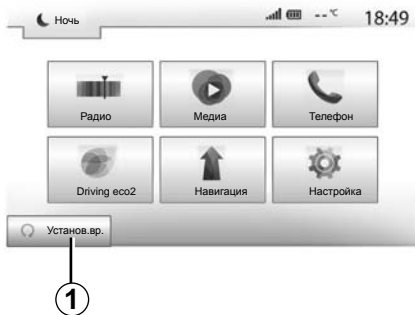 Ночь
--°C
18:49
Радио
Медиа
Телефон
Driving eco2
Навигация
Настройка
Установ.вр.
1